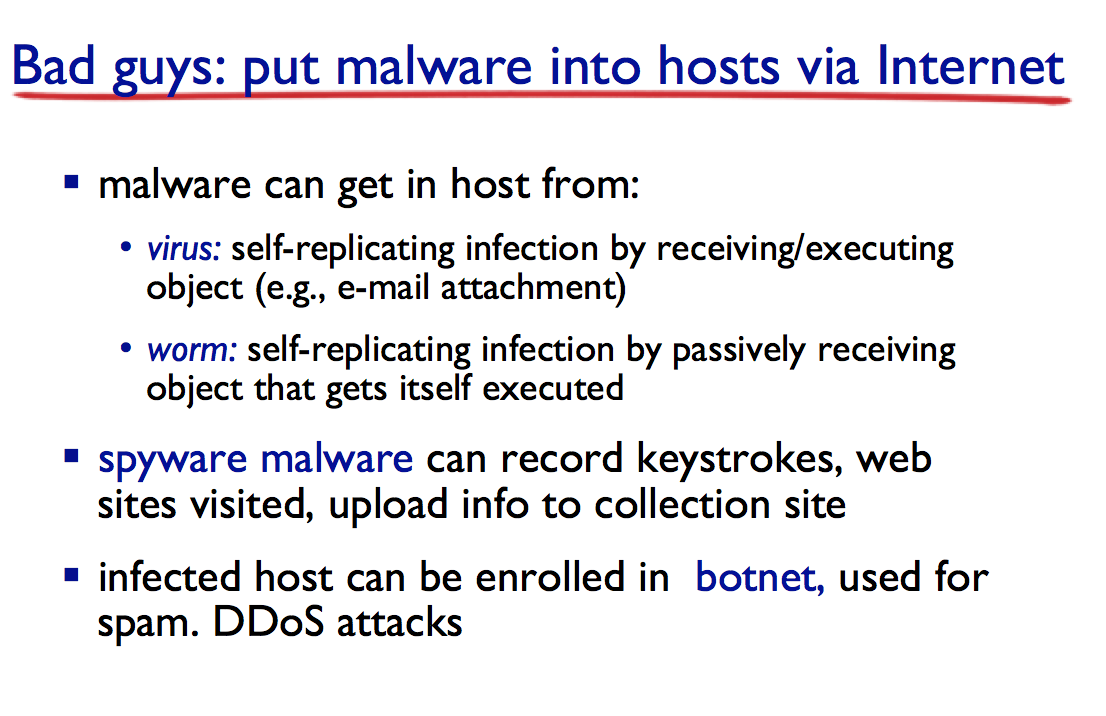 Bad guys: put malware into hosts via Internet
▪ malware can get in host from:
• virus: self-replicating infection by receiving/executing
object (e.g., e-mail attachment)
• worm: self-replicating infection by passively receiving
object that gets itself executed
▪ spyware malware can record keystrokes, web
sites visited, upload info to collection site
▪ infected host can be enrolled in  botnet, used for
spam. DDoS attacks